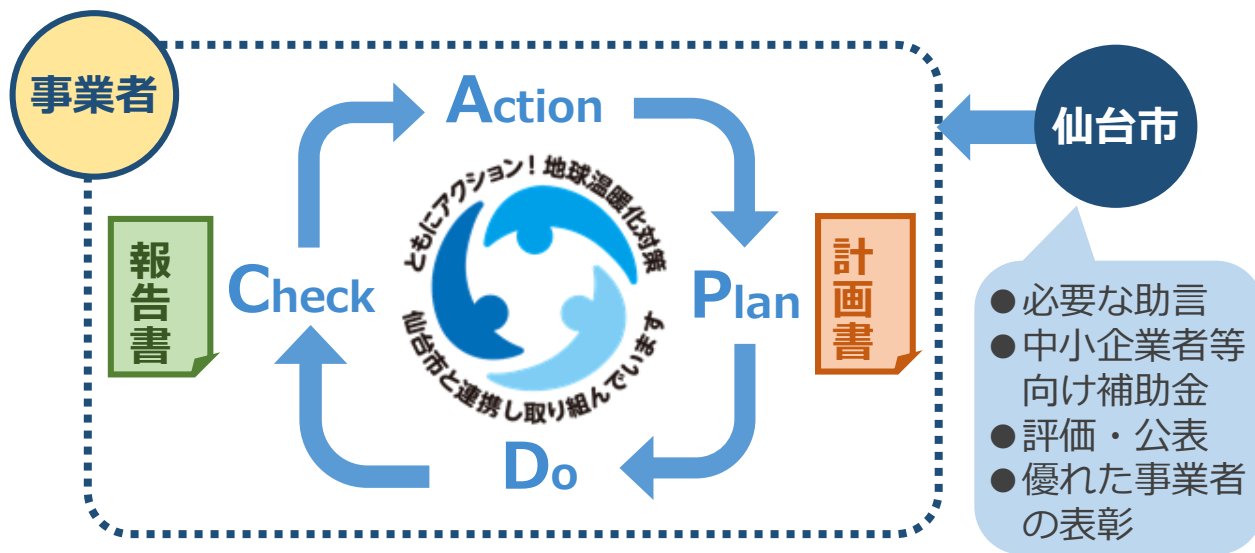 事業者
Action
仙台市
ともにアクション！地球温暖化対策
報告書
Check
Plan
計画書
仙台市と連携し取り組んでいます
Do
●必要な助言
●中小企業者等
向け補助金
●評価・公表
●優れた事業者
の表彰